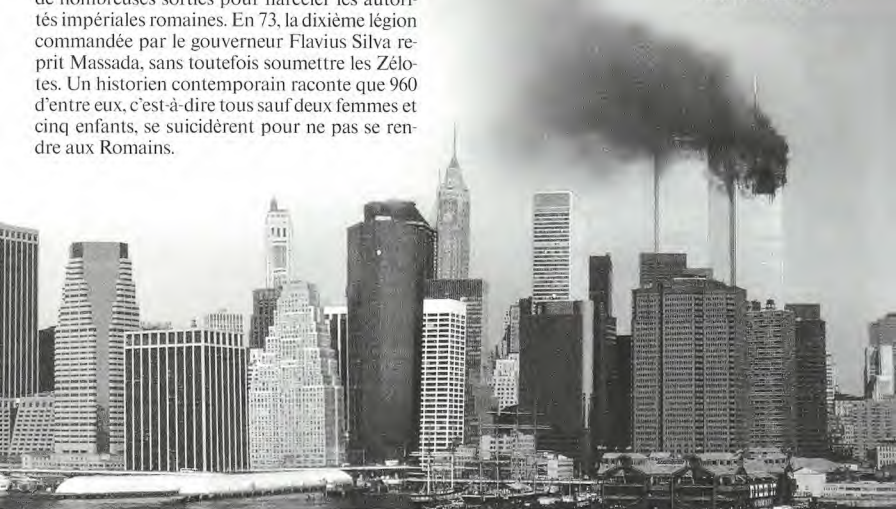 de nombreuses sorties pour harceler les autori-
tés impériales romaines. En 73, la dixième légion
commandée par le gouverneur Flavius Silva re-
prit Massada, sans toutefois soumettre les Zélo-
tes. Un historien contemporain raconte que 960
d'entre eux, c'est-à-dire tous sauf deux femmes et
cinq enfants, se suicidèrent pour ne pas se ren-
dre aux Romains.